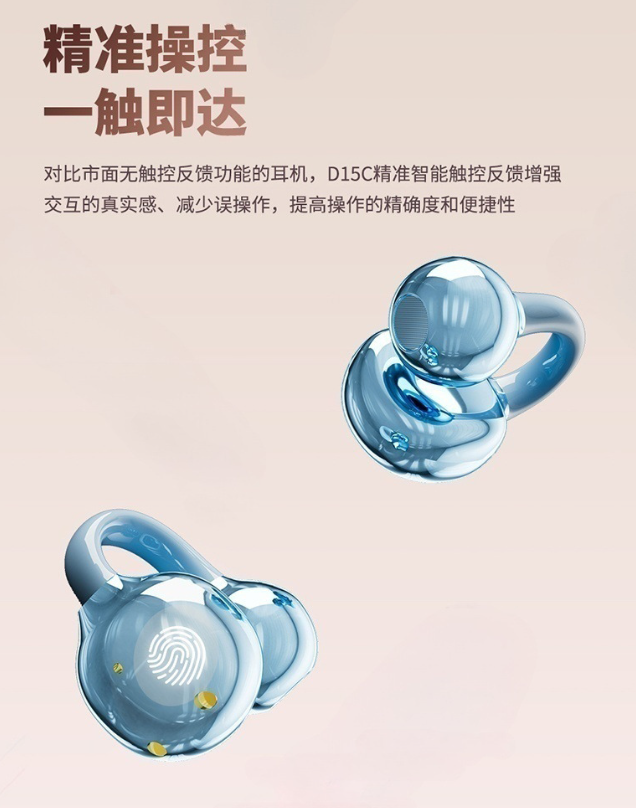 精准操控
一触即达
对比市面无触控反馈功能的耳机，D15C精准智能触控反馈增强
交互的真实感、减少误操作，提高操作的精确度和便捷性